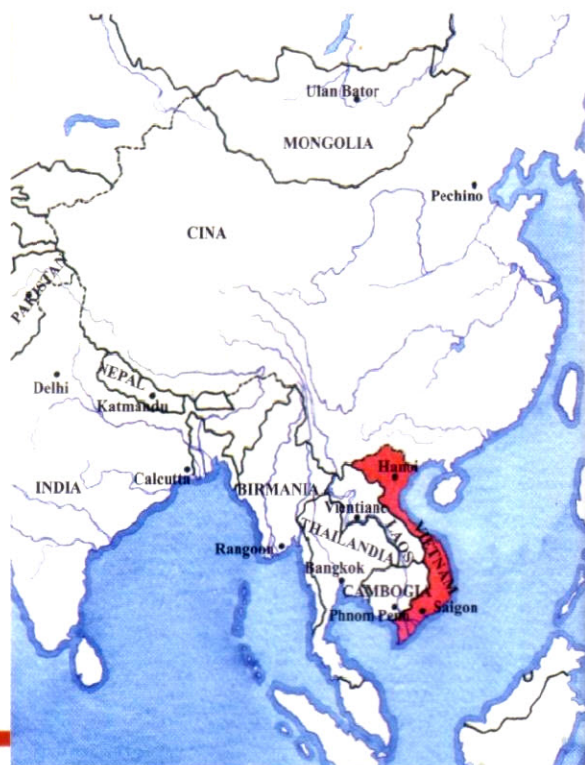 Ulan Bator
MONGOLIA
Pechino
CINA
PAKISTAN
NEPAL
Delhi
Katmandu
Hanoi
Calcutta
INDIA
BIRMANIA
Vientiane
LAOS
THAILANDIA
VIETNAM
Rangoon
Bangkok
CAMBOGIA
Phnom Penh
Saigon